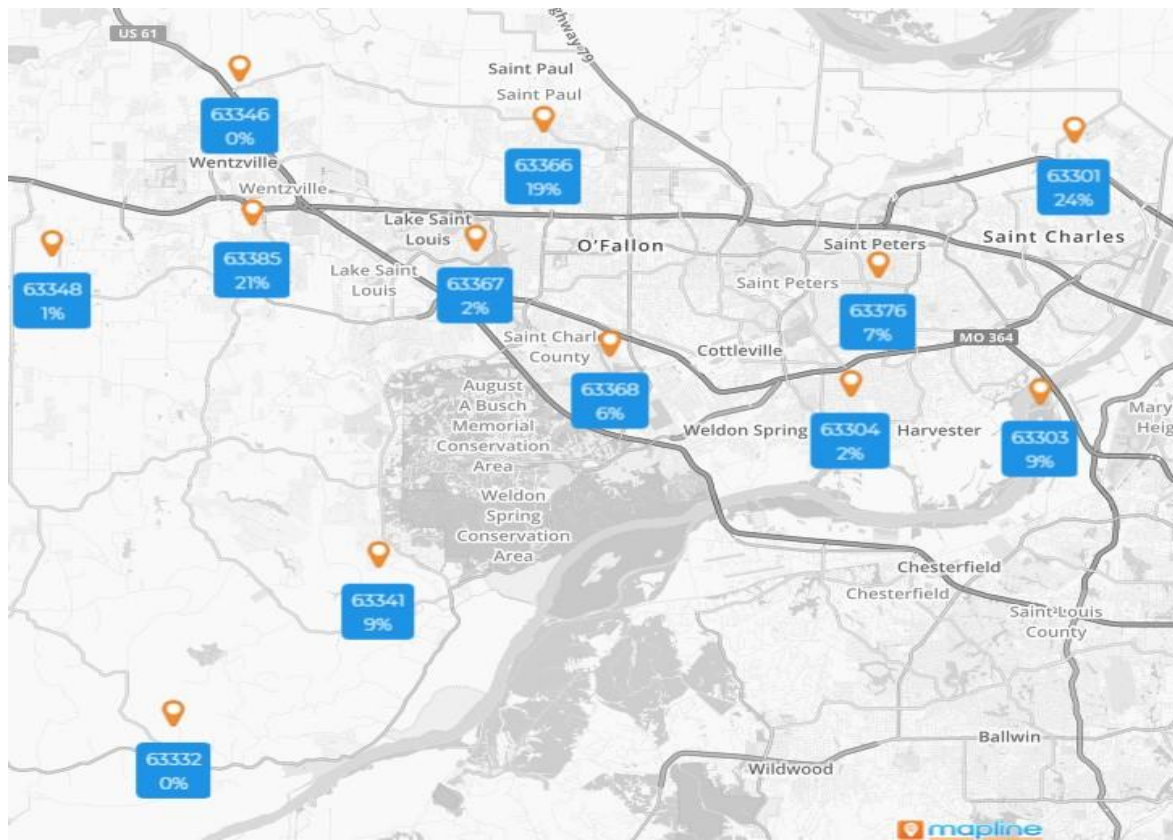 US 61
ghway 79
Saint Paul
Saint Paul
63346
0%
63366
19%
63301
24%
Wentzville
Wentzville
Lake Saint
Louis
O'Fallon
Saint Peters
Saint Charles
63385
21%
Lake Saint
Louis
63367
2%
Saint Peters
63348
1%
63376
7%
MO 364
Saint Charl
County
Cottleville
63368
6%
August
A Busch
Memorial
Conservation
Area
Weldon Spring
63304
2%
Harvester
63303
9%
Mary
Heig
Weldon
Spring
Conservation
Area
Chesterfield
Chesterfield
63341
9%
Saint Louis
County
63332
0%
Ballwin
Wildwood
mapline